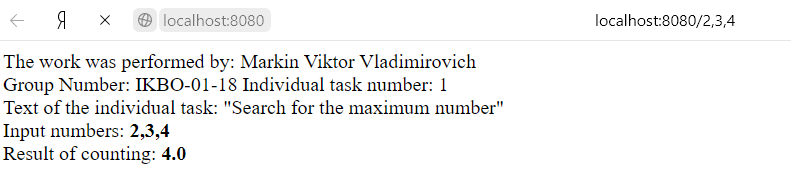 Я localhost:8080 localhost:8080/2,3,4
The work was performed by: Markin Viktor Vladimirovich
Group Number: IKBO-01-18 Individual task number: 1
Text of the individual task: "Search for the maximum number"
Input numbers: 2,3,4
Result of counting: 4.0